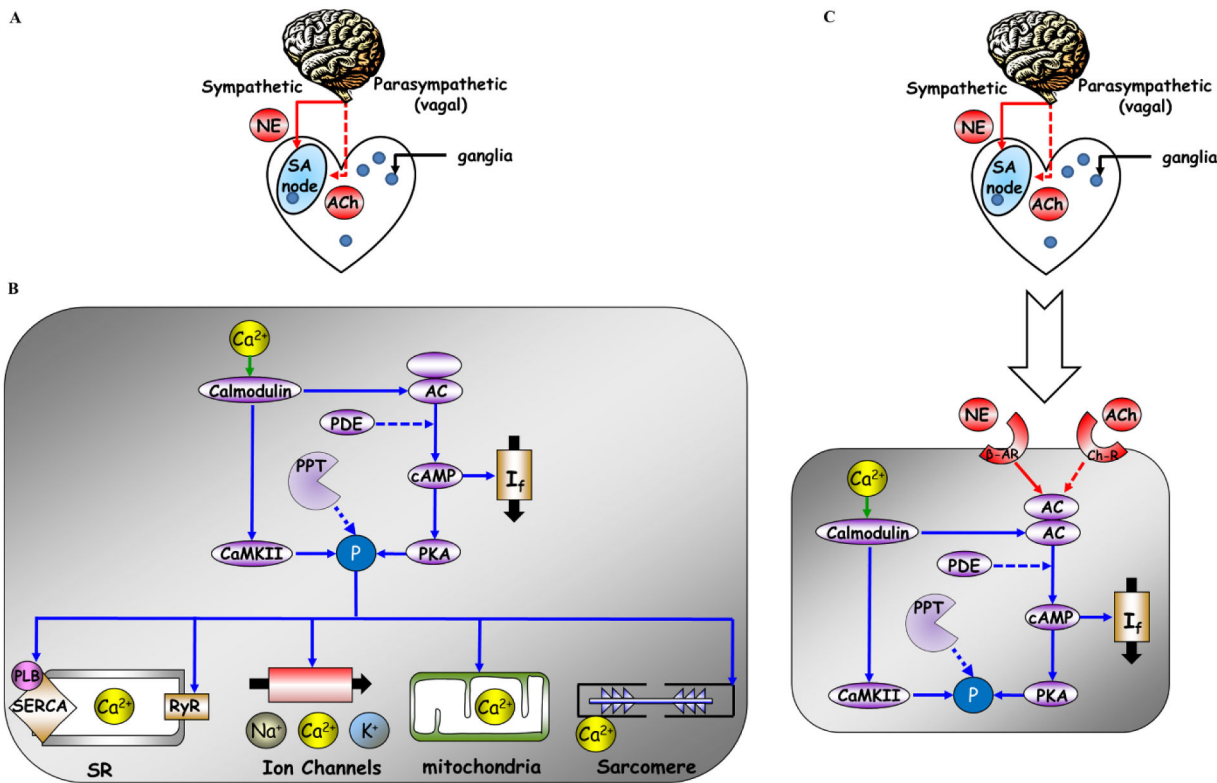 A
Sympathetic
Parasympathetic
(vagal)
NE
SA
node
ACh
ganglia
B
Ca²⁺
Calmodulin
AC
PDE
PPT
cAMP
I_f
CaMKII
P
PKA
PLB
SERCA
Ca²⁺
RyR
SR
Na⁺
Ca²⁺
K⁺
Ion Channels
Ca²⁺
mitochondria
Ca²⁺
Sarcomere
C
Sympathetic
Parasympathetic
(vagal)
NE
SA
node
ACh
ganglia
NE
ACh
β-AR
Ch-R
Ca²⁺
AC
Calmodulin
AC
PDE
PPT
cAMP
I_f
CaMKII
P
PKA